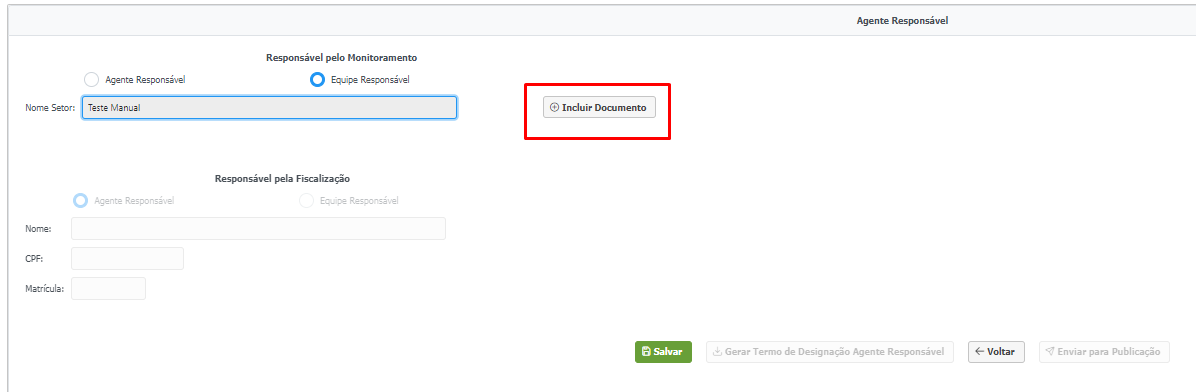 Agente Responsável
Responsável pelo Monitoramento
Agente Responsável Equipe Responsável
Nome Setor: Teste Manual Incluir Documento
Responsável pela Fiscalização
Agente Responsável Equipe Responsável
Nome:
CPF:
Matrícula:
Salvar Gerar Termo de Designação Agente Responsável Voltar Enviar para Publicação